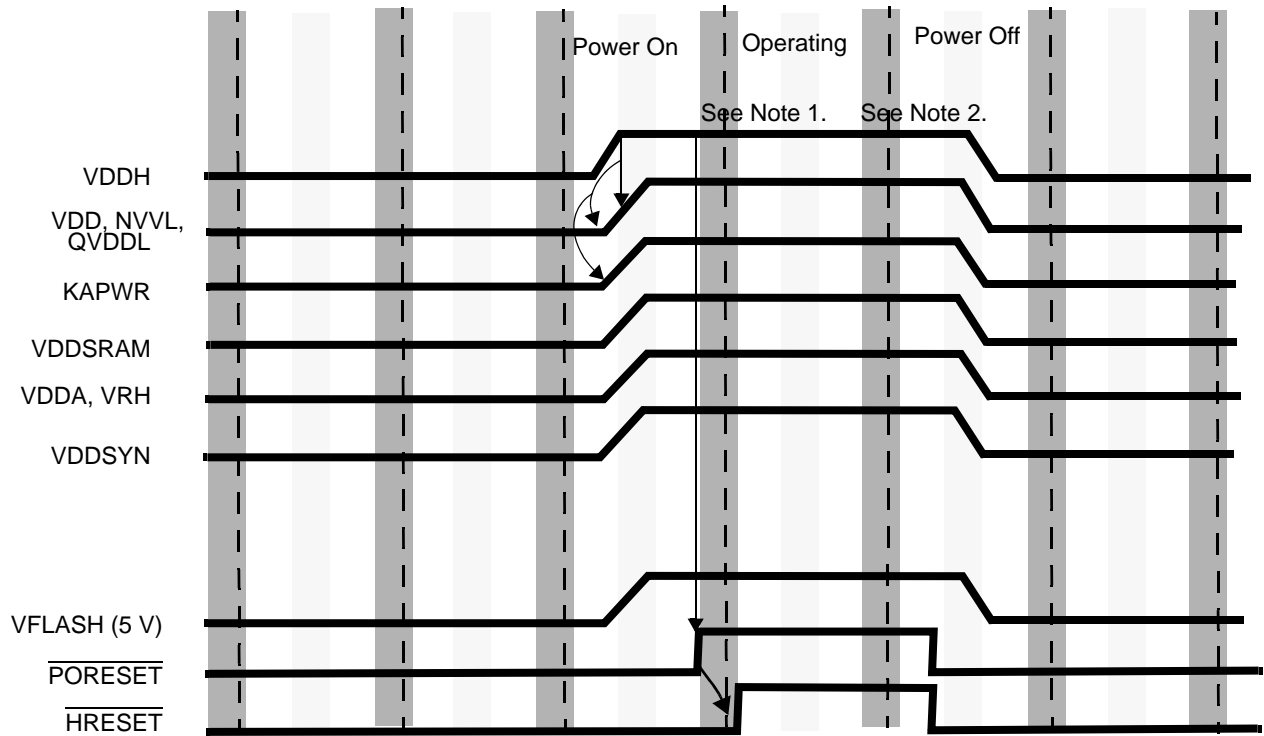 Power On
Operating
Power Off
See Note 1.
See Note 2.
VDDH
VDD, NVVL,
QVDDL
KAPWR
VDDSRAM
VDDA, VRH
VDDSYN
VFLASH (5 V)
PORESET
HRESET